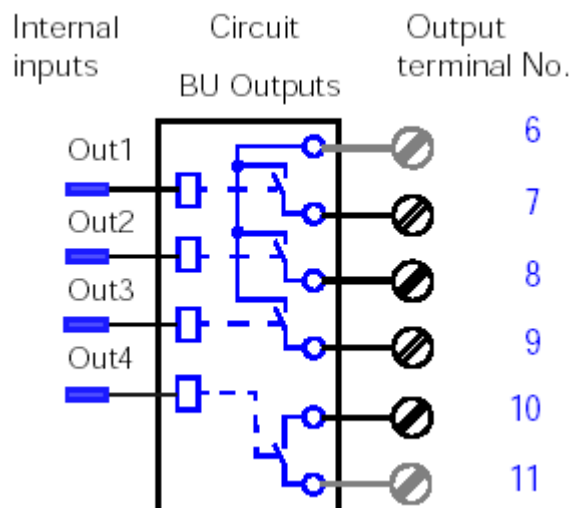 Internal inputs
Circuit
Output terminal No.
BU Outputs
Out1
Out2
Out3
Out4
6
7
8
9
10
11